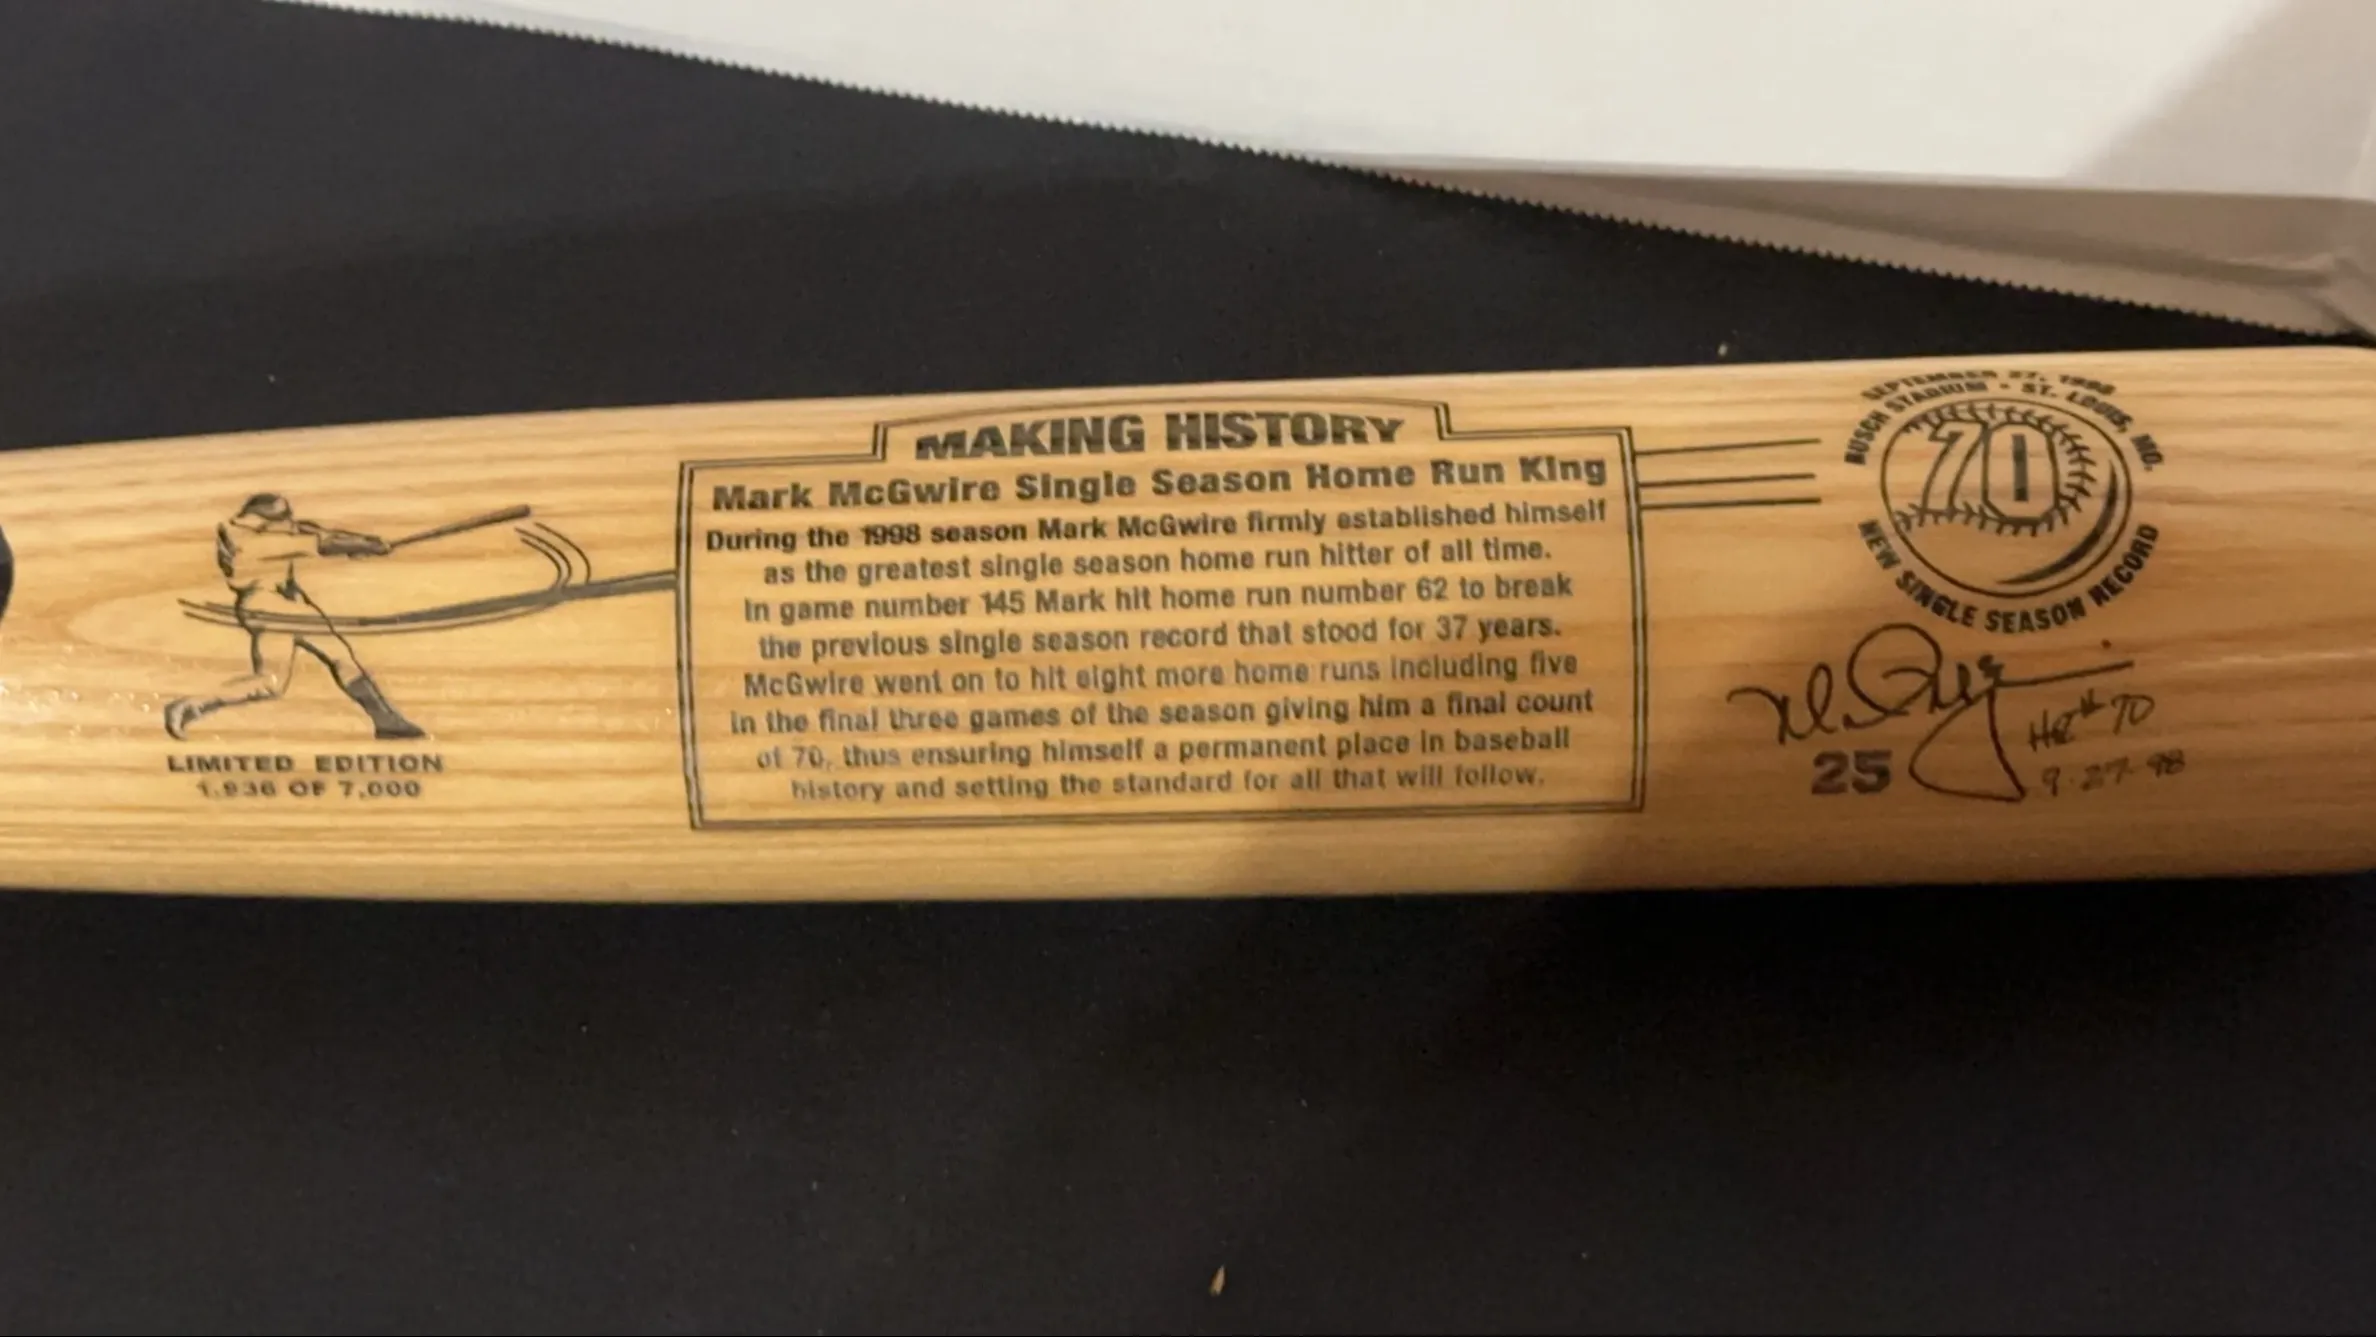 LIMITED EDITION
1,936 OF 7,000
MAKING HISTORY
Mark McGwire Single Season Home Run King
During the 1998 season Mark McGwire firmly established himself
as the greatest single season home run hitter of all time.
In game number 145 Mark hit home run number 62 to break
the previous single season record that stood for 37 years.
McGwire went on to hit eight more home runs including five
in the final three games of the season giving him a final count
of 70, thus ensuring himself a permanent place in baseball
history and setting the standard for all that will follow.
SEPTEMBER 27, 1998
BUSCH STADIUM • ST. LOUIS, MO.
70
NEW SINGLE SEASON RECORD
25
HR # 70
9-27-98